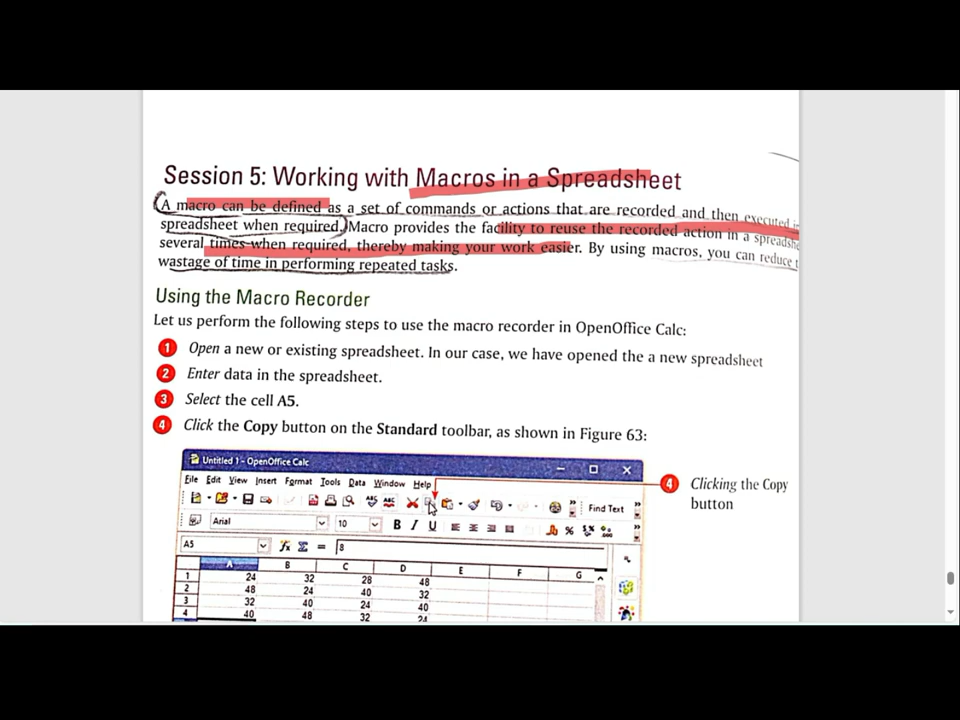 Session 5: Working with Macros in a Spreadsheet
A macro can be defined as a set of commands or actions that are recorded and then executed in
spreadsheet when required. Macro provides the facility to reuse the recorded action in a spreadshe
several times when required, thereby making your work easier. By using macros, you can reduce t
wastage of time in performing repeated tasks.
Using the Macro Recorder
Let us perform the following steps to use the macro recorder in OpenOffice Calc:
1 Open a new or existing spreadsheet. In our case, we have opened the a new spreadsheet
2 Enter data in the spreadsheet.
3 Select the cell A5.
4 Click the Copy button on the Standard toolbar, as shown in Figure 63:
Untitled 1 - OpenOffice Calc
File Edit View Insert Format Tools Data Window Help
4 Clicking the Copy
button
Find Text
Arial 10 B I U
A5 = 8
A B C D E F G
1 24 32 28 48
2 48 24 40 32
3 32 40 24 40
4 40 48 32 24